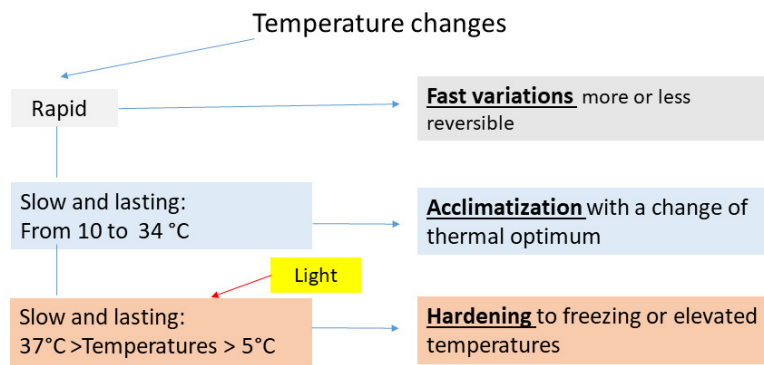 Temperature changes
Rapid
Fast variations more or less
reversible
Slow and lasting:
From 10 to 34 °C
Acclimatization with a change of
thermal optimum
Light
Slow and lasting:
37°C >Temperatures > 5°C
Hardening to freezing or elevated
temperatures